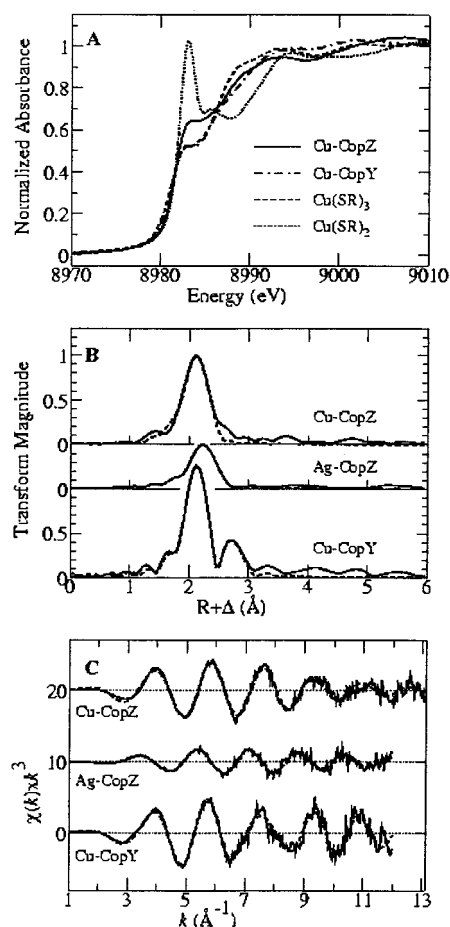 A
Normalized Absorbance
1
0.8
0.6
0.4
0.2
0
Cu-CopZ
Cu-CopY
Cu(SR)3
Cu(SR)2
8970 8980 8990 9000 9010
Energy (eV)
B
Transform Magnitude
1
0.5
0
0
0.5
0
Cu-CopZ
Ag-CopZ
Cu-CopY
0 1 2 3 4 5 6
R+Δ (Å)
C
χ(k)xk³
20
10
0
Cu-CopZ
Ag-CopZ
Cu-CopY
1 3 5 7 9 11 13
k (Å⁻¹)